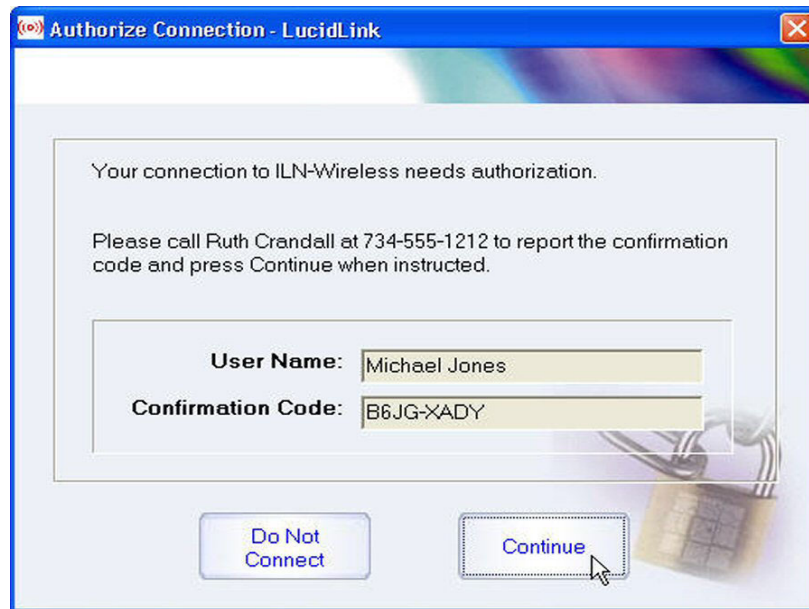 Authorize Connection - LucidLink
Your connection to ILN-Wireless needs authorization.
Please call Ruth Crandall at 734-555-1212 to report the confirmation
code and press Continue when instructed.
User Name: Michael Jones
Confirmation Code: B6JG-XADY
Do Not
Connect
Continue